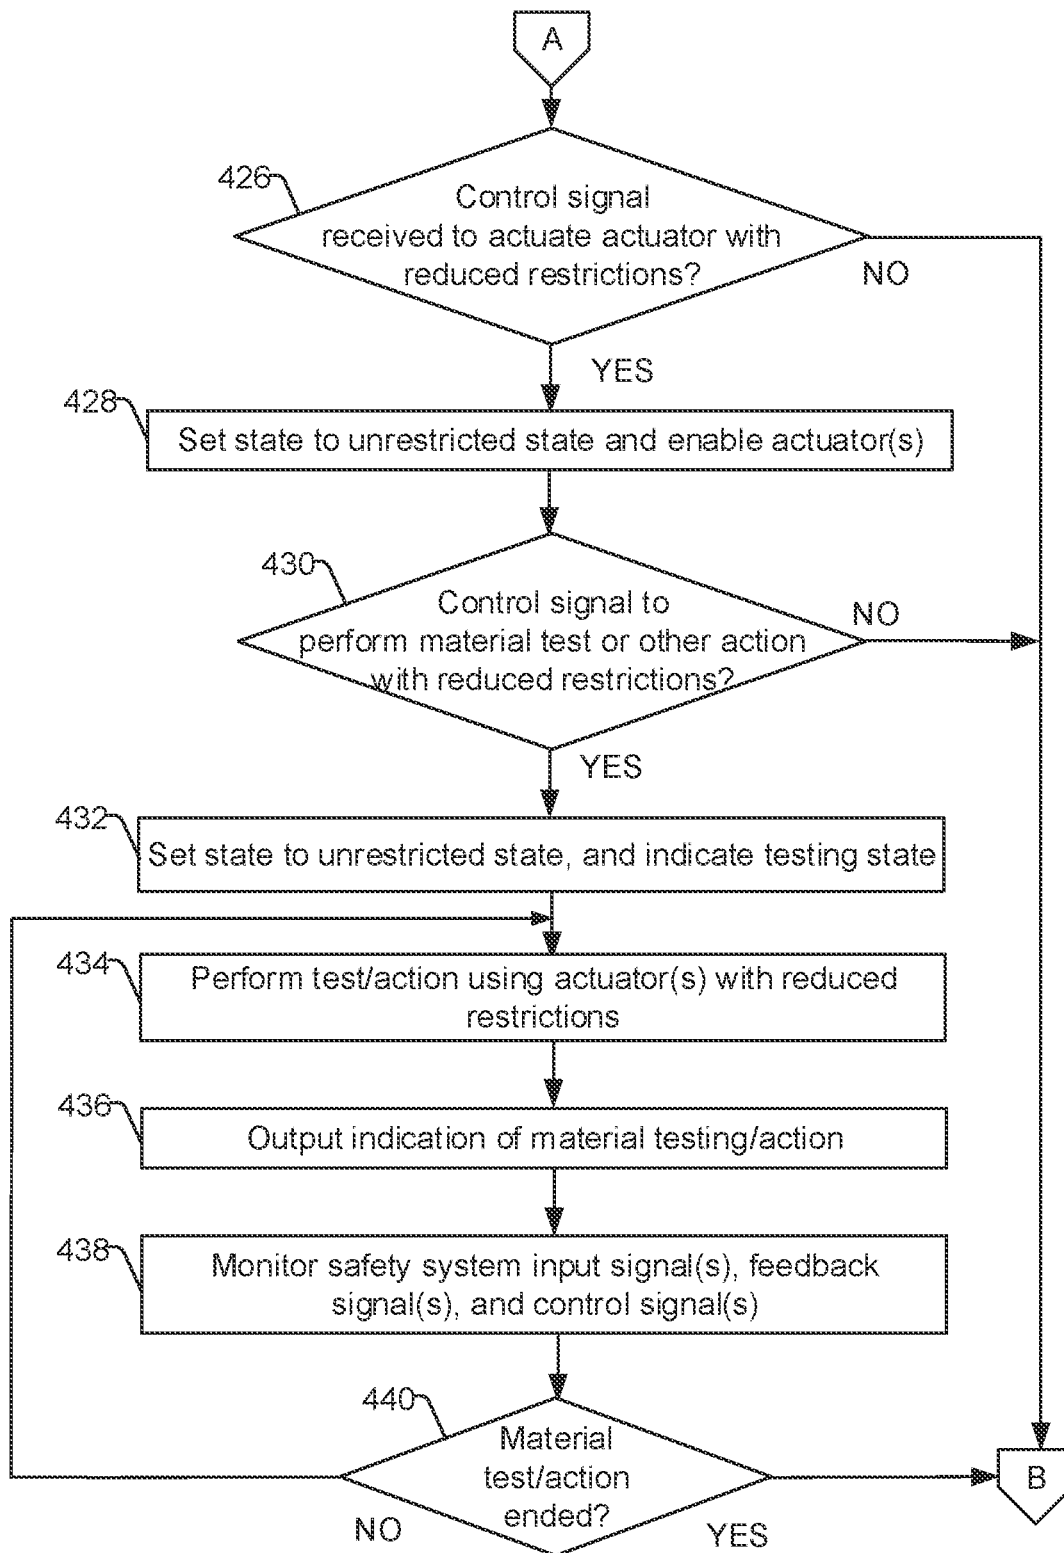 A
426
Control signal
received to actuate actuator with
reduced restrictions?
NO
YES
428
Set state to unrestricted state and enable actuator(s)
430
Control signal to
perform material test or other action
with reduced restrictions?
NO
YES
432
Set state to unrestricted state, and indicate testing state
434
Perform test/action using actuator(s) with reduced
restrictions
436
Output indication of material testing/action
438
Monitor safety system input signal(s), feedback
signal(s), and control signal(s)
440
Material
test/action
ended?
B
NO
YES